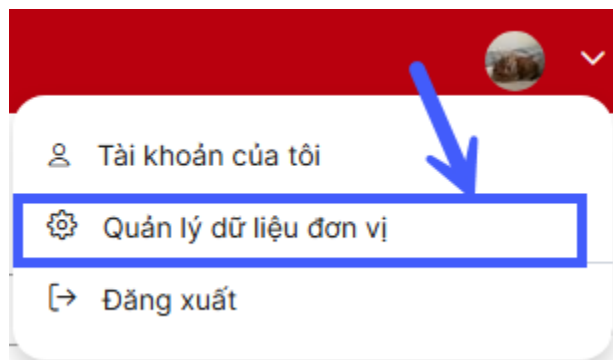 Tài khoản của tôi
Quản lý dữ liệu đơn vị
Đăng xuất